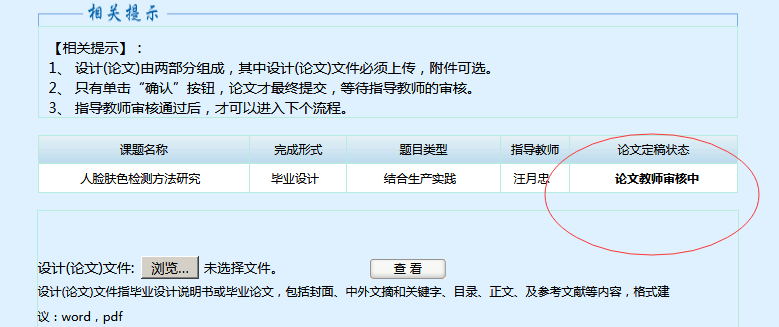 相关提示
【相关提示】：
1、 设计(论文)由两部分组成，其中设计(论文)文件必须上传，附件可选。
2、 只有单击“确认”按钮，论文才最终提交，等待指导教师的审核。
3、 指导教师审核通过后，才可以进入下个流程。
课题名称 完成形式 题目类型 指导教师 论文定稿状态
人脸肤色检测方法研究 毕业设计 结合生产实践 汪月忠 论文教师审核中
设计(论文)文件: 浏览... 未选择文件。 查 看
设计(论文)文件指毕业设计说明书或毕业论文，包括封面、中外文摘和关键字、目录、正文、及参考文献等内容，格式建
议：word，pdf